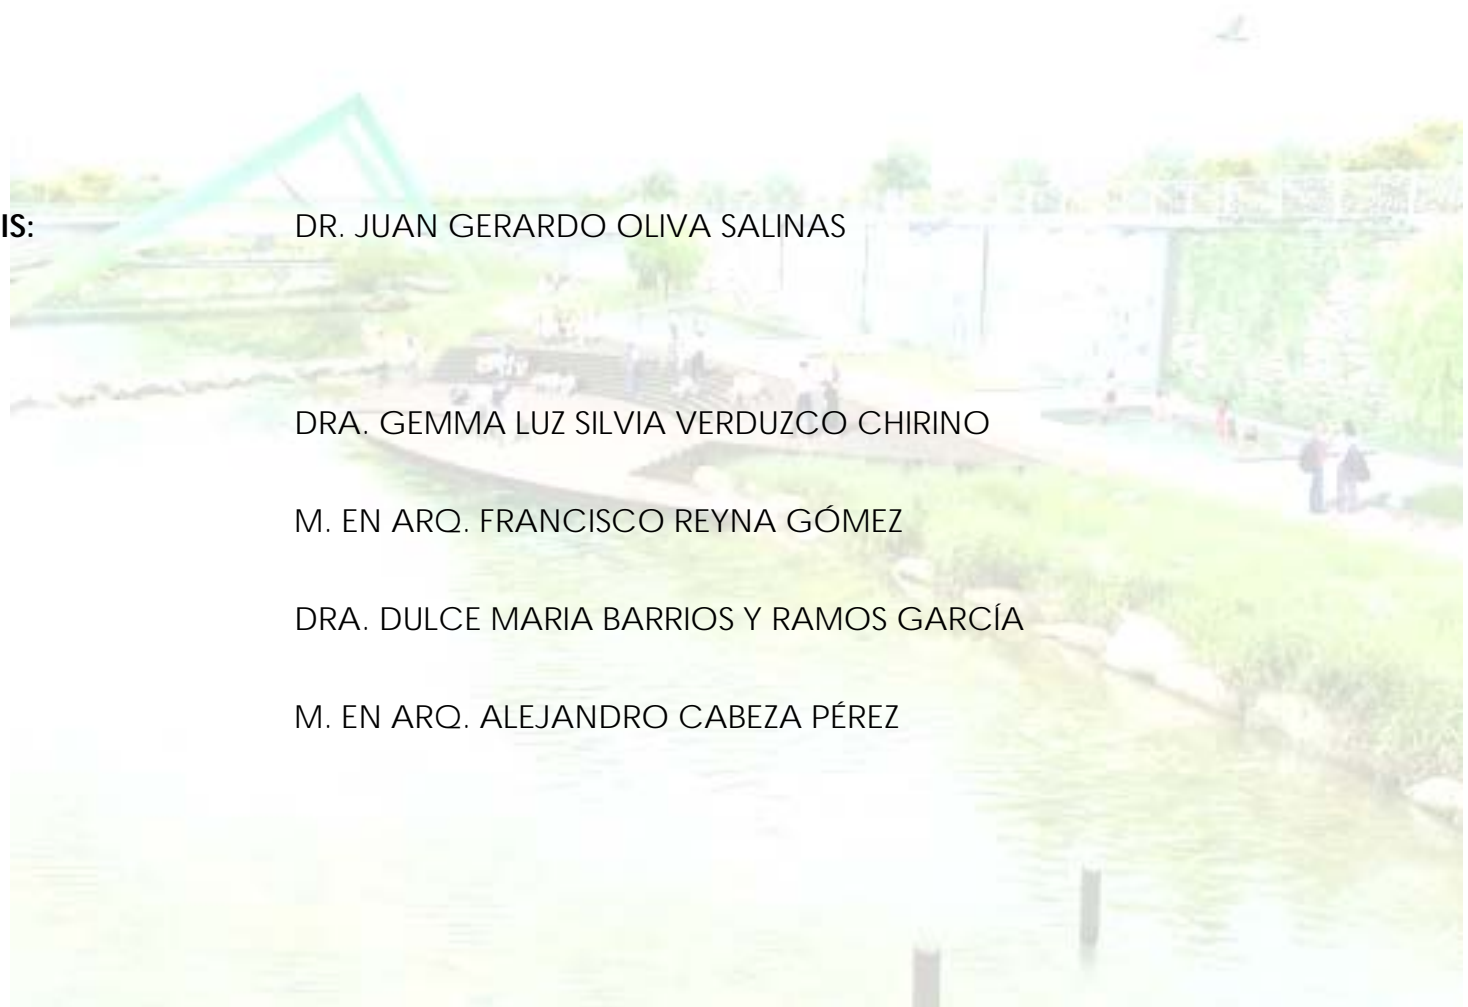 IS: DR. JUAN GERARDO OLIVA SALINAS
DRA. GEMMA LUZ SILVIA VERDUZCO CHIRINO
M. EN ARQ. FRANCISCO REYNA GÓMEZ
DRA. DULCE MARIA BARRIOS Y RAMOS GARCÍA
M. EN ARQ. ALEJANDRO CABEZA PÉREZ